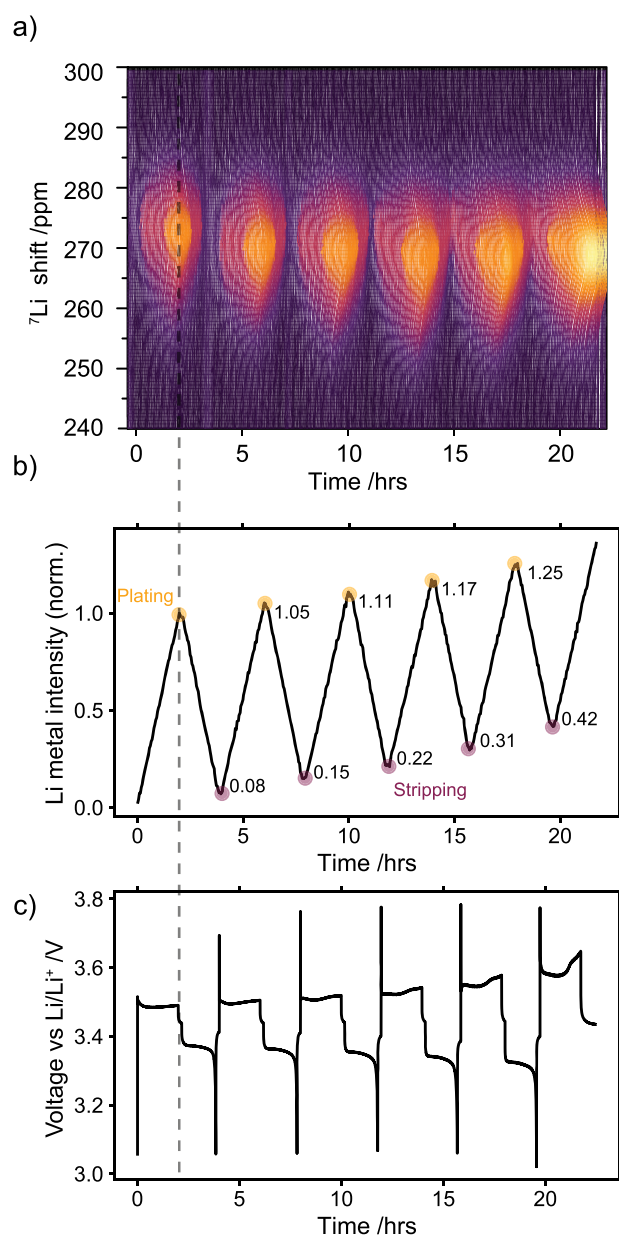 a)
300
290
280
270
260
250
240
⁷Li shift /ppm
0 5 10 15 20
Time /hrs
b)
Li metal intensity (norm.)
1.0
0.5
0.0
Plating
1.05
1.11
1.17
1.25
0.08
0.15
0.22
0.31
0.42
Stripping
0 5 10 15 20
Time /hrs
c)
Voltage vs Li/Li⁺ /V
3.8
3.6
3.4
3.2
3.0
0 5 10 15 20
Time /hrs